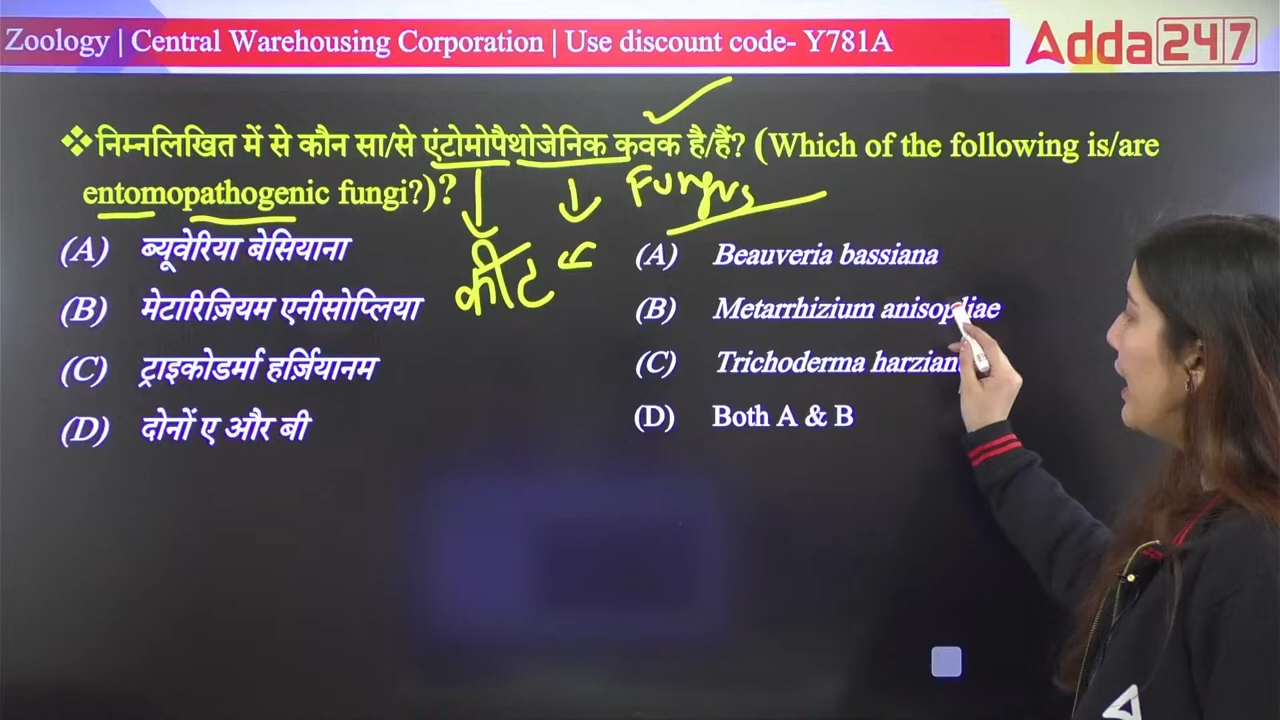 Zoology | Central Warehousing Corporation | Use discount code- Y781A
Adda247
❖निम्नलिखित में से कौन सा/से एंटोमोपैथोजेनिक कवक है/हैं? (Which of the following is/are
entomopathogenic fungi?)?
Fungus
कीट
(A) ब्यूवेरिया बेसियाना
(B) मेटारिज़ियम एनीसोप्लिया
(C) ट्राइकोडर्मा हर्ज़ियानम
(D) दोनों ए और बी
(A) Beauveria bassiana
(B) Metarrhizium anisopliae
(C) Trichoderma
(D) Both A & B